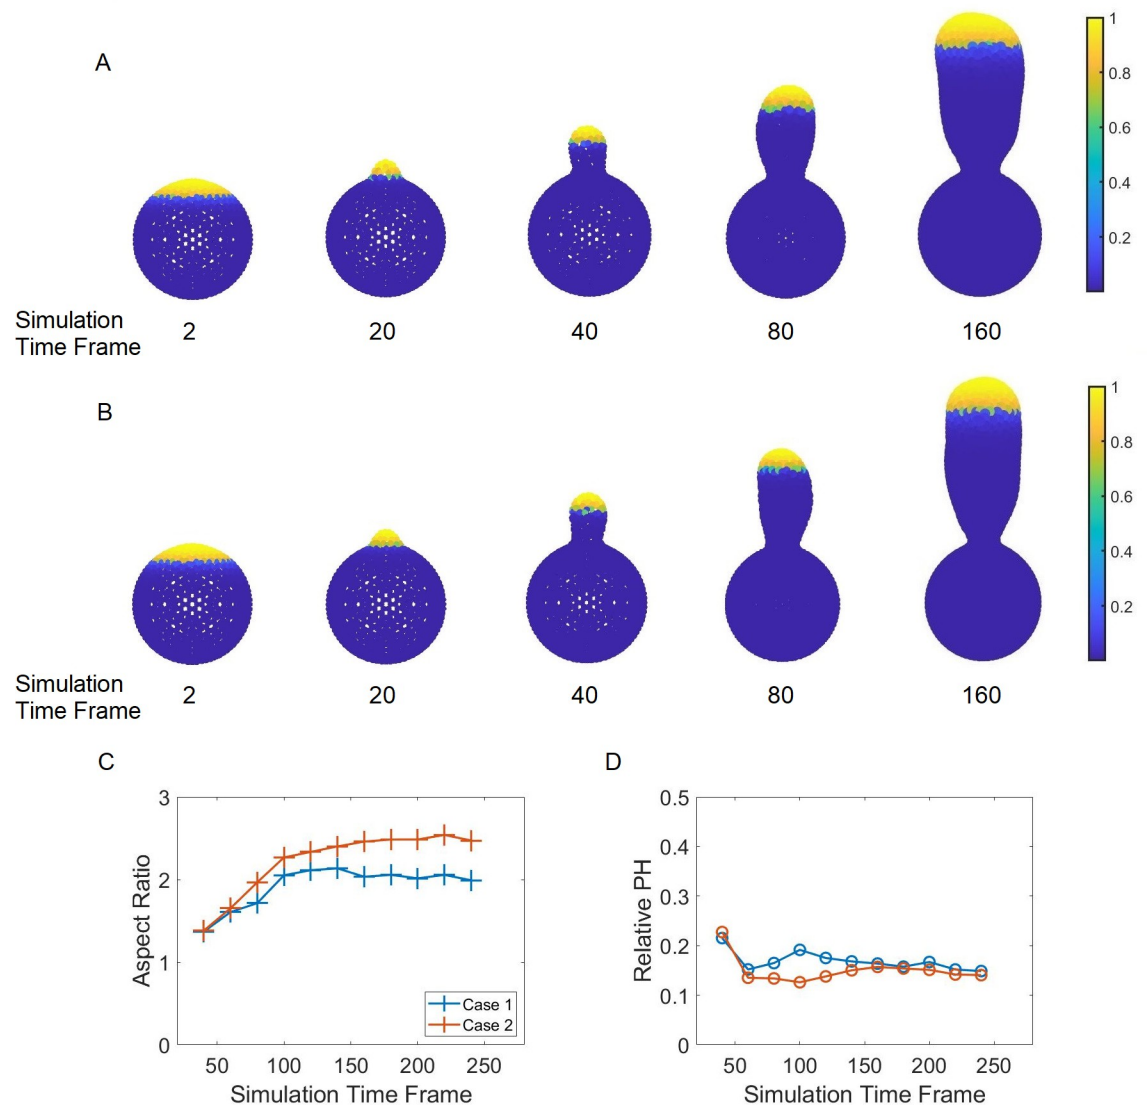 A
1
0.8
0.6
0.4
0.2
Simulation
Time Frame
2
20
40
80
160
B
1
0.8
0.6
0.4
0.2
Simulation
Time Frame
2
20
40
80
160
C
3
2
1
0
Aspect Ratio
50
100
150
200
250
Simulation Time Frame
Case 1
Case 2
D
0.5
0.4
0.3
0.2
0.1
0
Relative PH
50
100
150
200
250
Simulation Time Frame